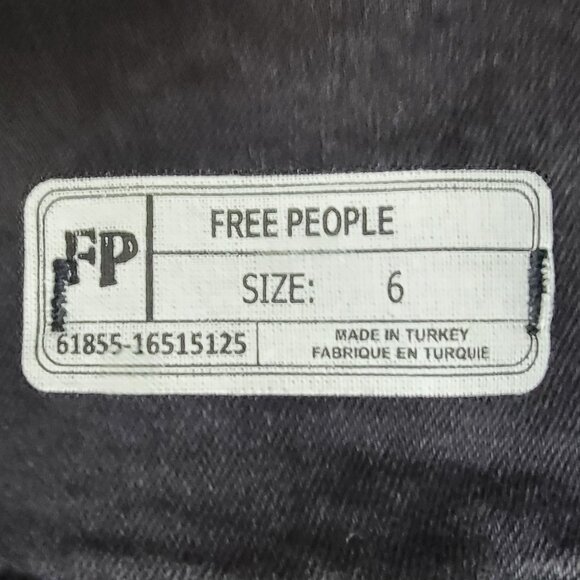 FP
FREE PEOPLE
SIZE: 6
61855-16515125
MADE IN TURKEY
FABRIQUE EN TURQUIE